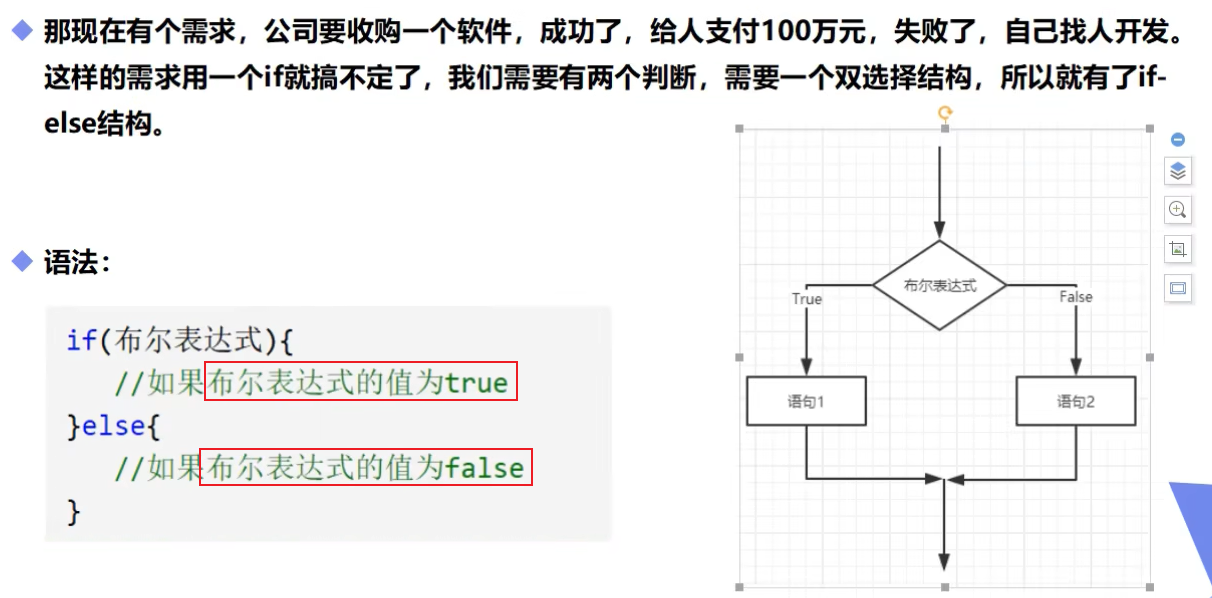 那现在有个需求，公司要收购一个软件，成功了，给人支付100万元，失败了，自己找人开发。
这样的需求用一个if就搞不定了，我们需要有两个判断，需要一个双选择结构，所以就有了if-
else结构。
语法：
if(布尔表达式){
//如果布尔表达式的值为true
}else{
//如果布尔表达式的值为false
}
布尔表达式
True
False
语句1
语句2